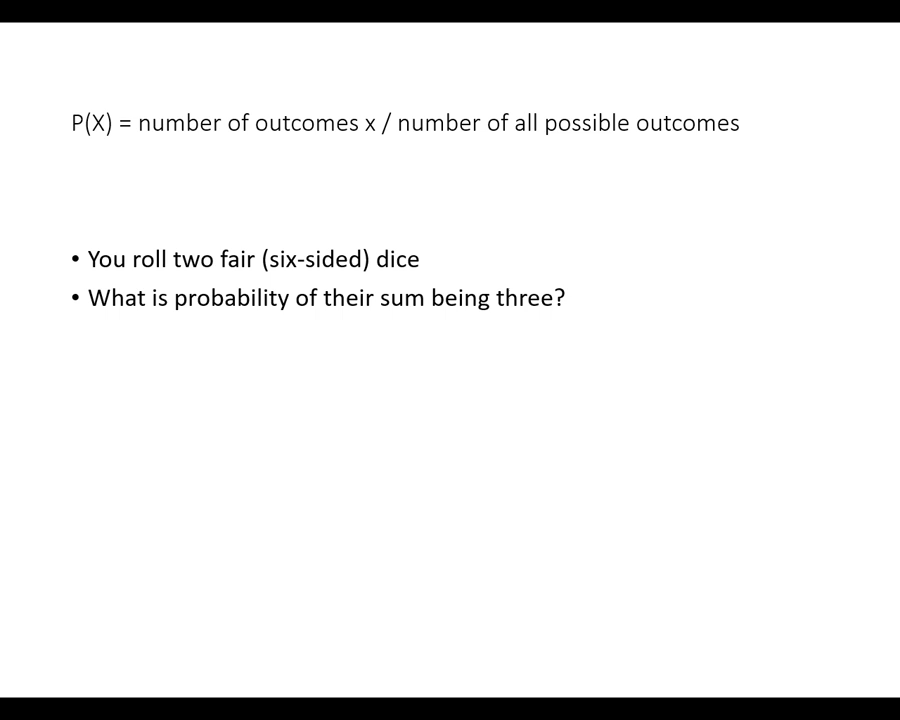 P(X) = number of outcomes x / number of all possible outcomes
• You roll two fair (six-sided) dice
• What is probability of their sum being three?